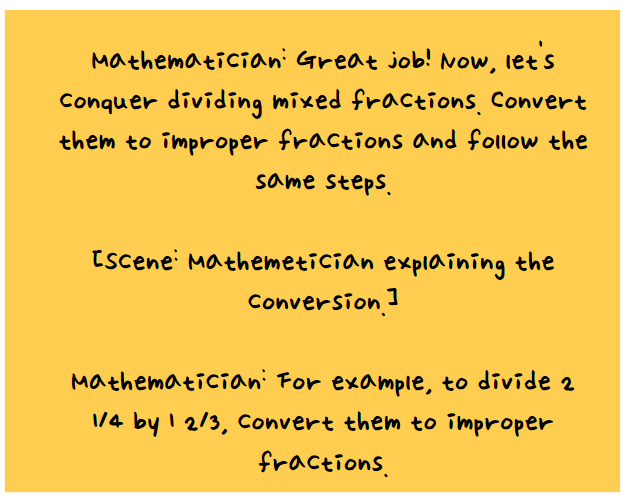 Mathematician: Great job! Now, let's
conquer dividing mixed fractions. Convert
them to improper fractions and follow the
same steps.
[Scene: Mathemetician explaining the
conversion.]
Mathematician: For example, to divide 2
1/4 by 1 2/3, convert them to improper
fractions.